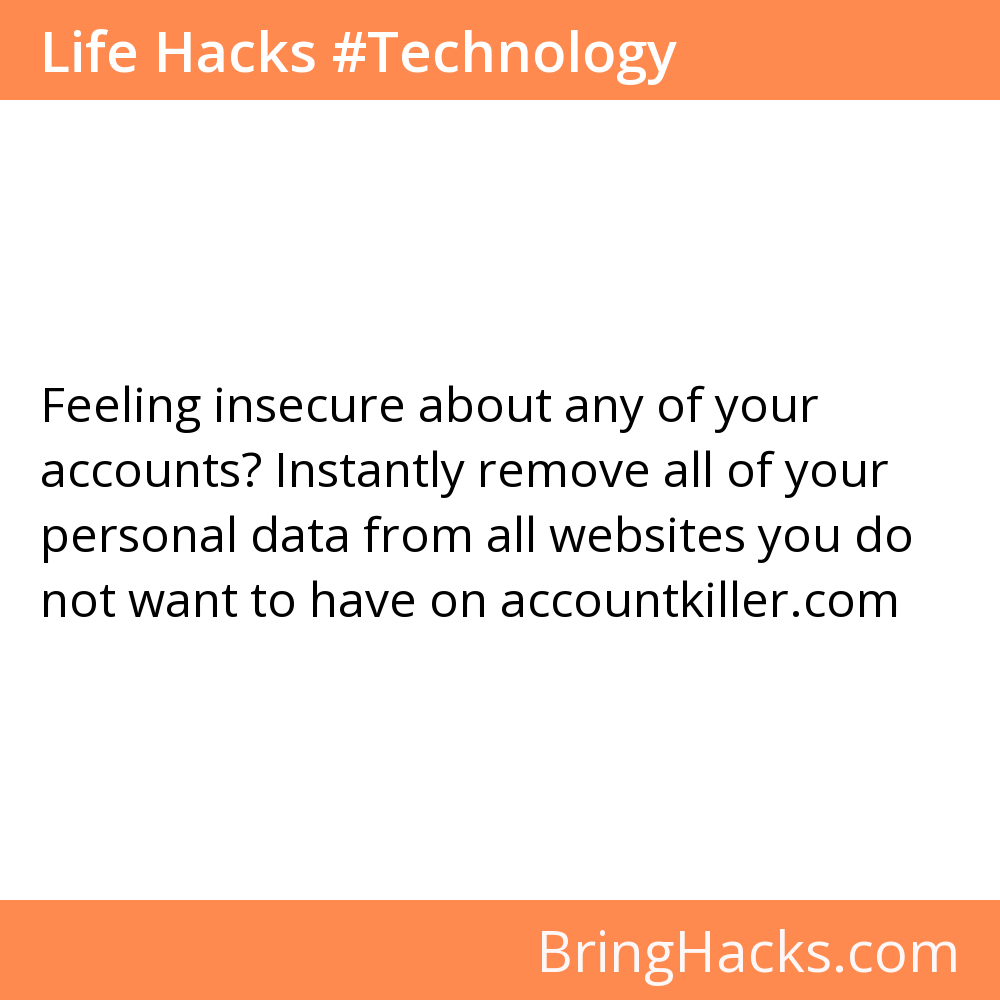 Life Hacks #Technology
Feeling insecure about any of your
accounts? Instantly remove all of your
personal data from all websites you do
not want to have on accountkiller.com
BringHacks.com